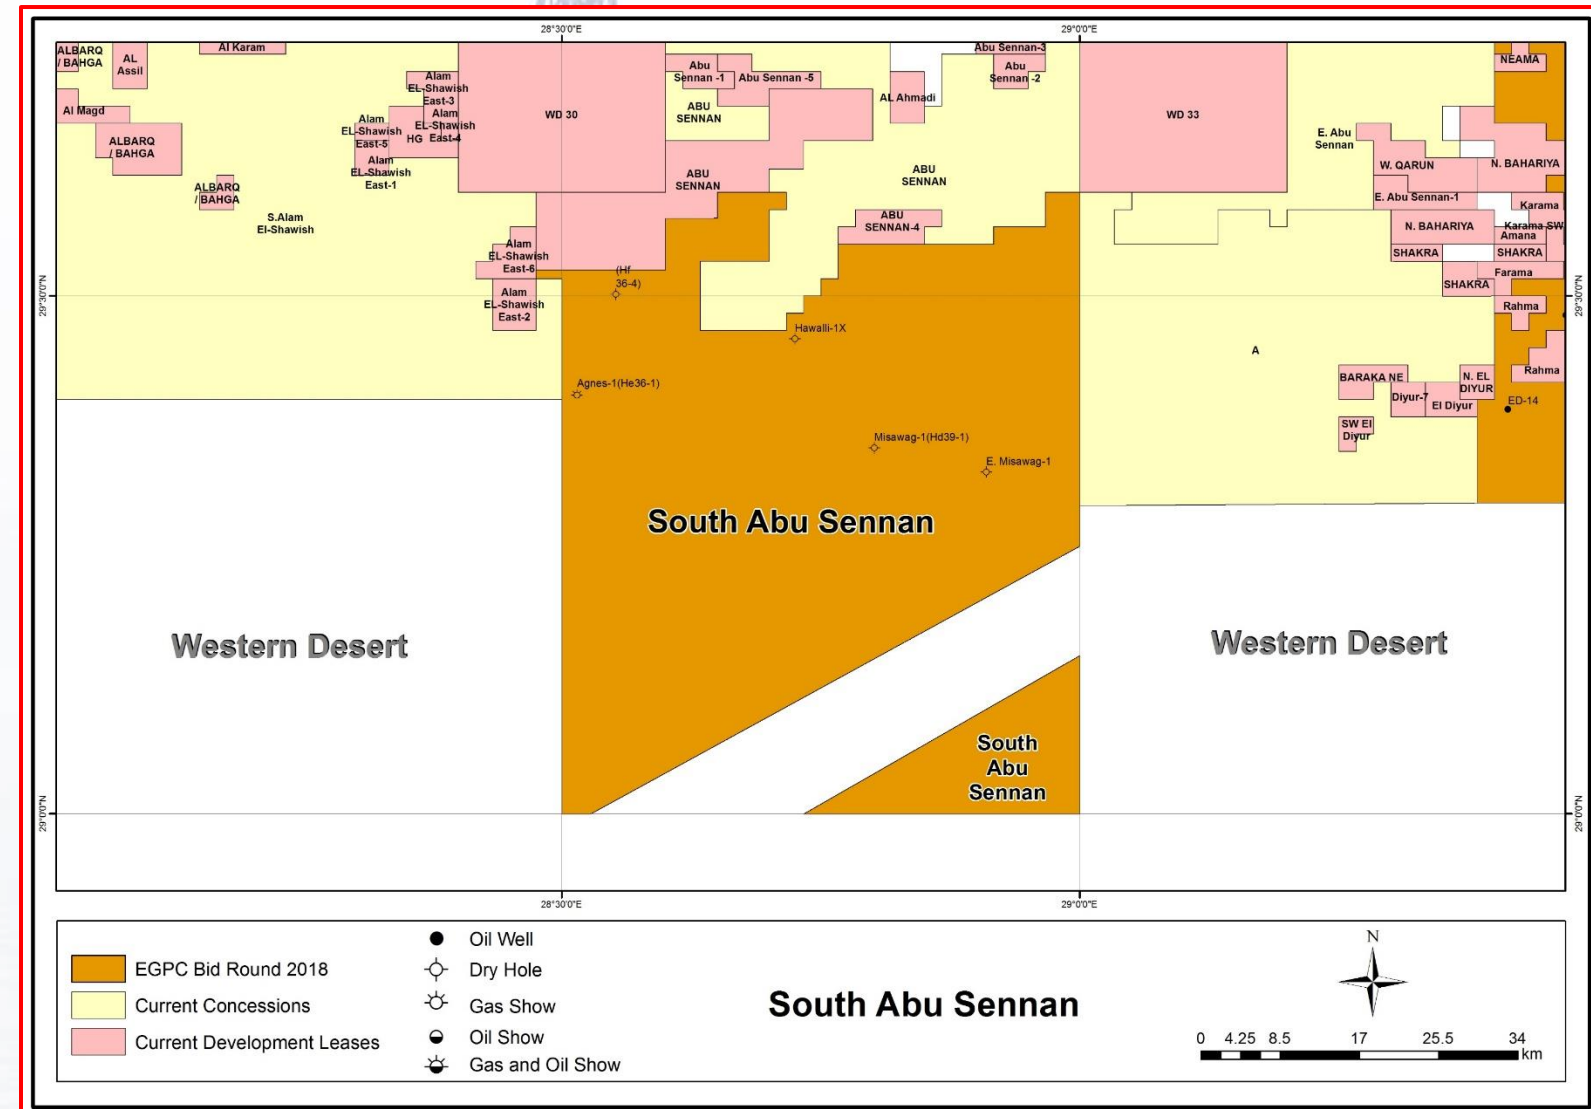 28°30'0"E
29°0'0"E
ALBARQ
/ BAHGA
AL
Assil
Al Karam
Al Magd
ALBARQ
/ BAHGA
ALBARQ
/ BAHGA
S.Alam
El-Shawish
Alam
EL-Shawish
East-3
Alam
EL-Shawish
East-4
HG
Alam
EL-Shawish
East-5
Alam
EL-Shawish
East-1
Alam
EL-Shawish
East-6
Alam
EL-Shawish
East-2
WD 30
Abu
Sennan -1
Abu Sennan -5
ABU
SENNAN
ABU
SENNAN
AL Ahmadi
Abu Sennan-3
Abu
Sennan -2
ABU
SENNAN
ABU
SENNAN-4
WD 33
E. Abu
Sennan
NEAMA
W. QARUN
N. BAHARIYA
E. Abu Sennan-1
Karama
N. BAHARIYA
Karama SW
Amana
SHAKRA
SHAKRA
Farama
SHAKRA
Rahma
Rahma
A
BARAKA NE
N. EL
DIYUR
Diyur-7
El Diyur
ED-14
SW El
Diyur
29°30'0"N
29°30'0"N
(Hf
36-4)
Hawalli-1X
Agnes-1(He36-1)
Misawag-1(Hd39-1)
E. Misawag-1
South Abu Sennan
Western Desert
Western Desert
South
Abu
Sennan
29°0'0"N
29°0'0"N
28°30'0"E
29°0'0"E
EGPC Bid Round 2018
Current Concessions
Current Development Leases
Oil Well
Dry Hole
Gas Show
Oil Show
Gas and Oil Show
South Abu Sennan
N
0 4.25 8.5 17 25.5 34
km